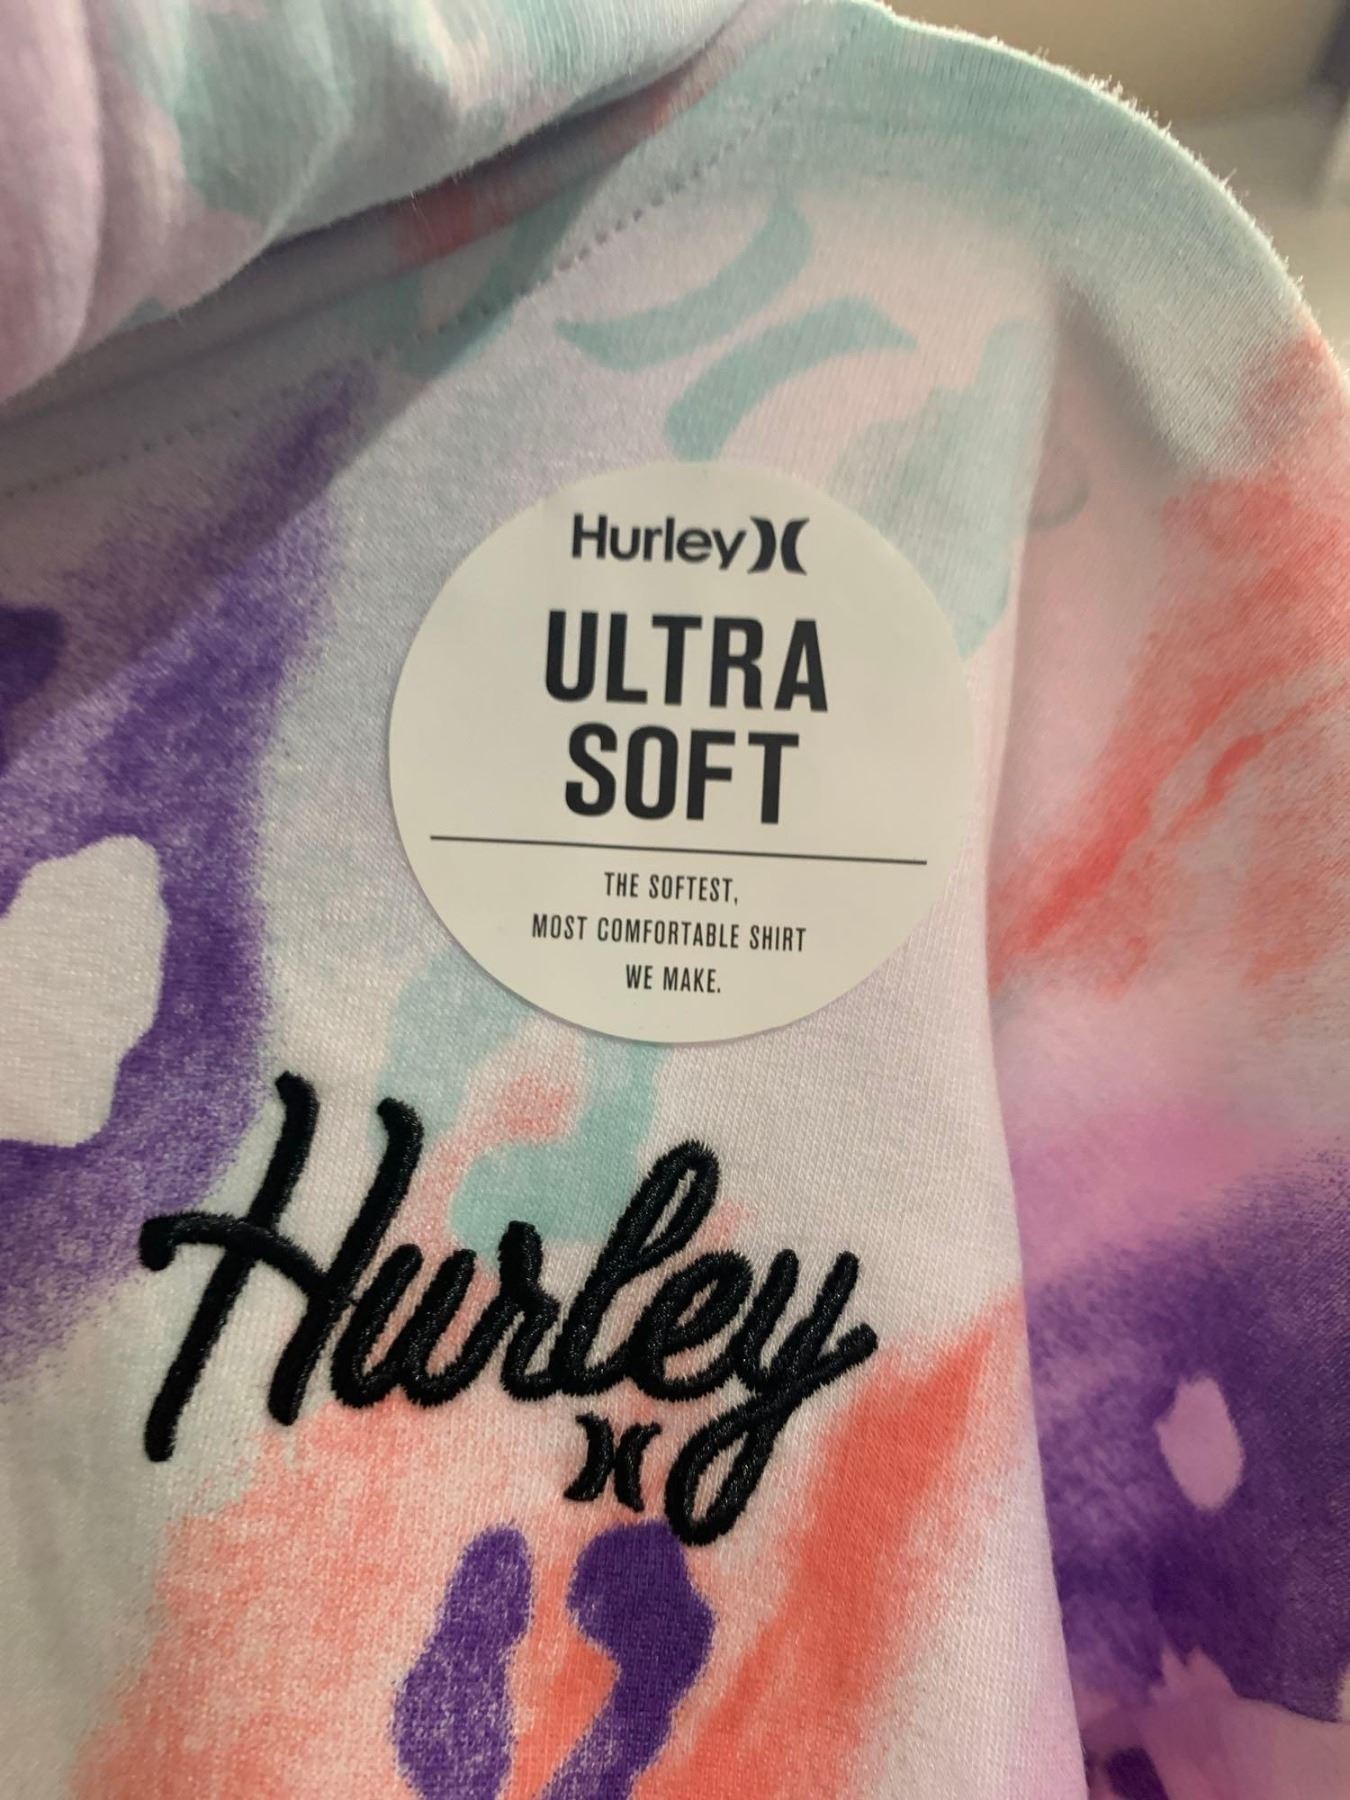 Hurley
ULTRA
SOFT
THE SOFTEST,
MOST COMFORTABLE SHIRT
WE MAKE.
Hurley